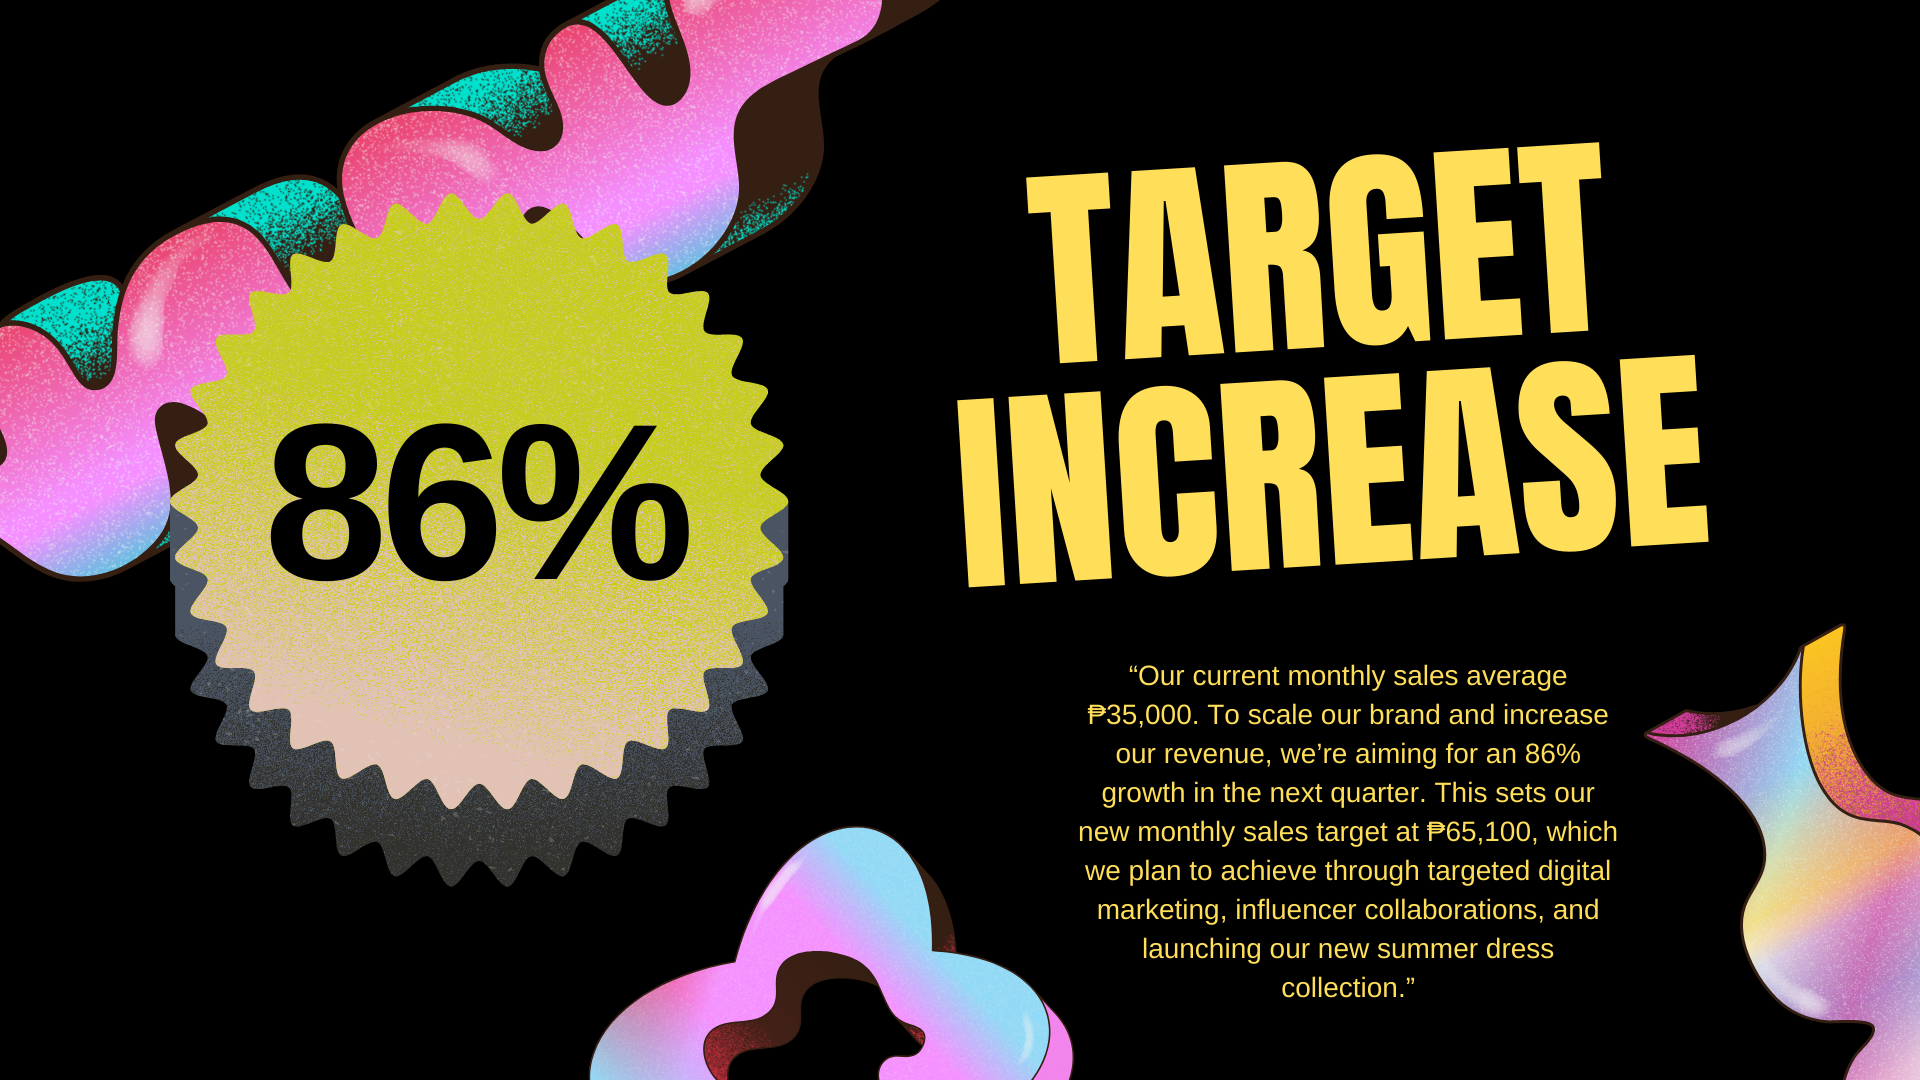 86%
TARGET
INCREASE
“Our current monthly sales average
₱35,000. To scale our brand and increase
our revenue, we’re aiming for an 86%
growth in the next quarter. This sets our
new monthly sales target at ₱65,100, which
we plan to achieve through targeted digital
marketing, influencer collaborations, and
launching our new summer dress
collection.”